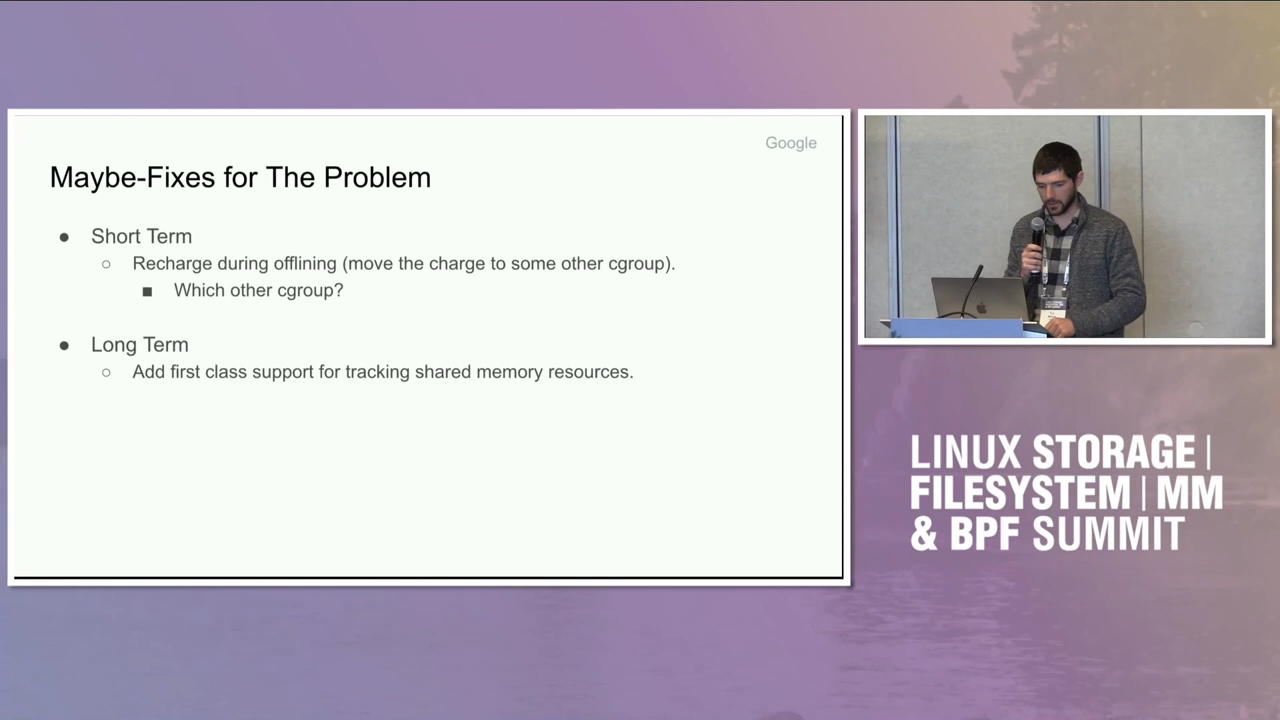 Google
Maybe-Fixes for The Problem
● Short Term
○ Recharge during offlining (move the charge to some other cgroup).
■ Which other cgroup?
● Long Term
○ Add first class support for tracking shared memory resources.
LINUX STORAGE |
FILESYSTEM | MM
& BPF SUMMIT